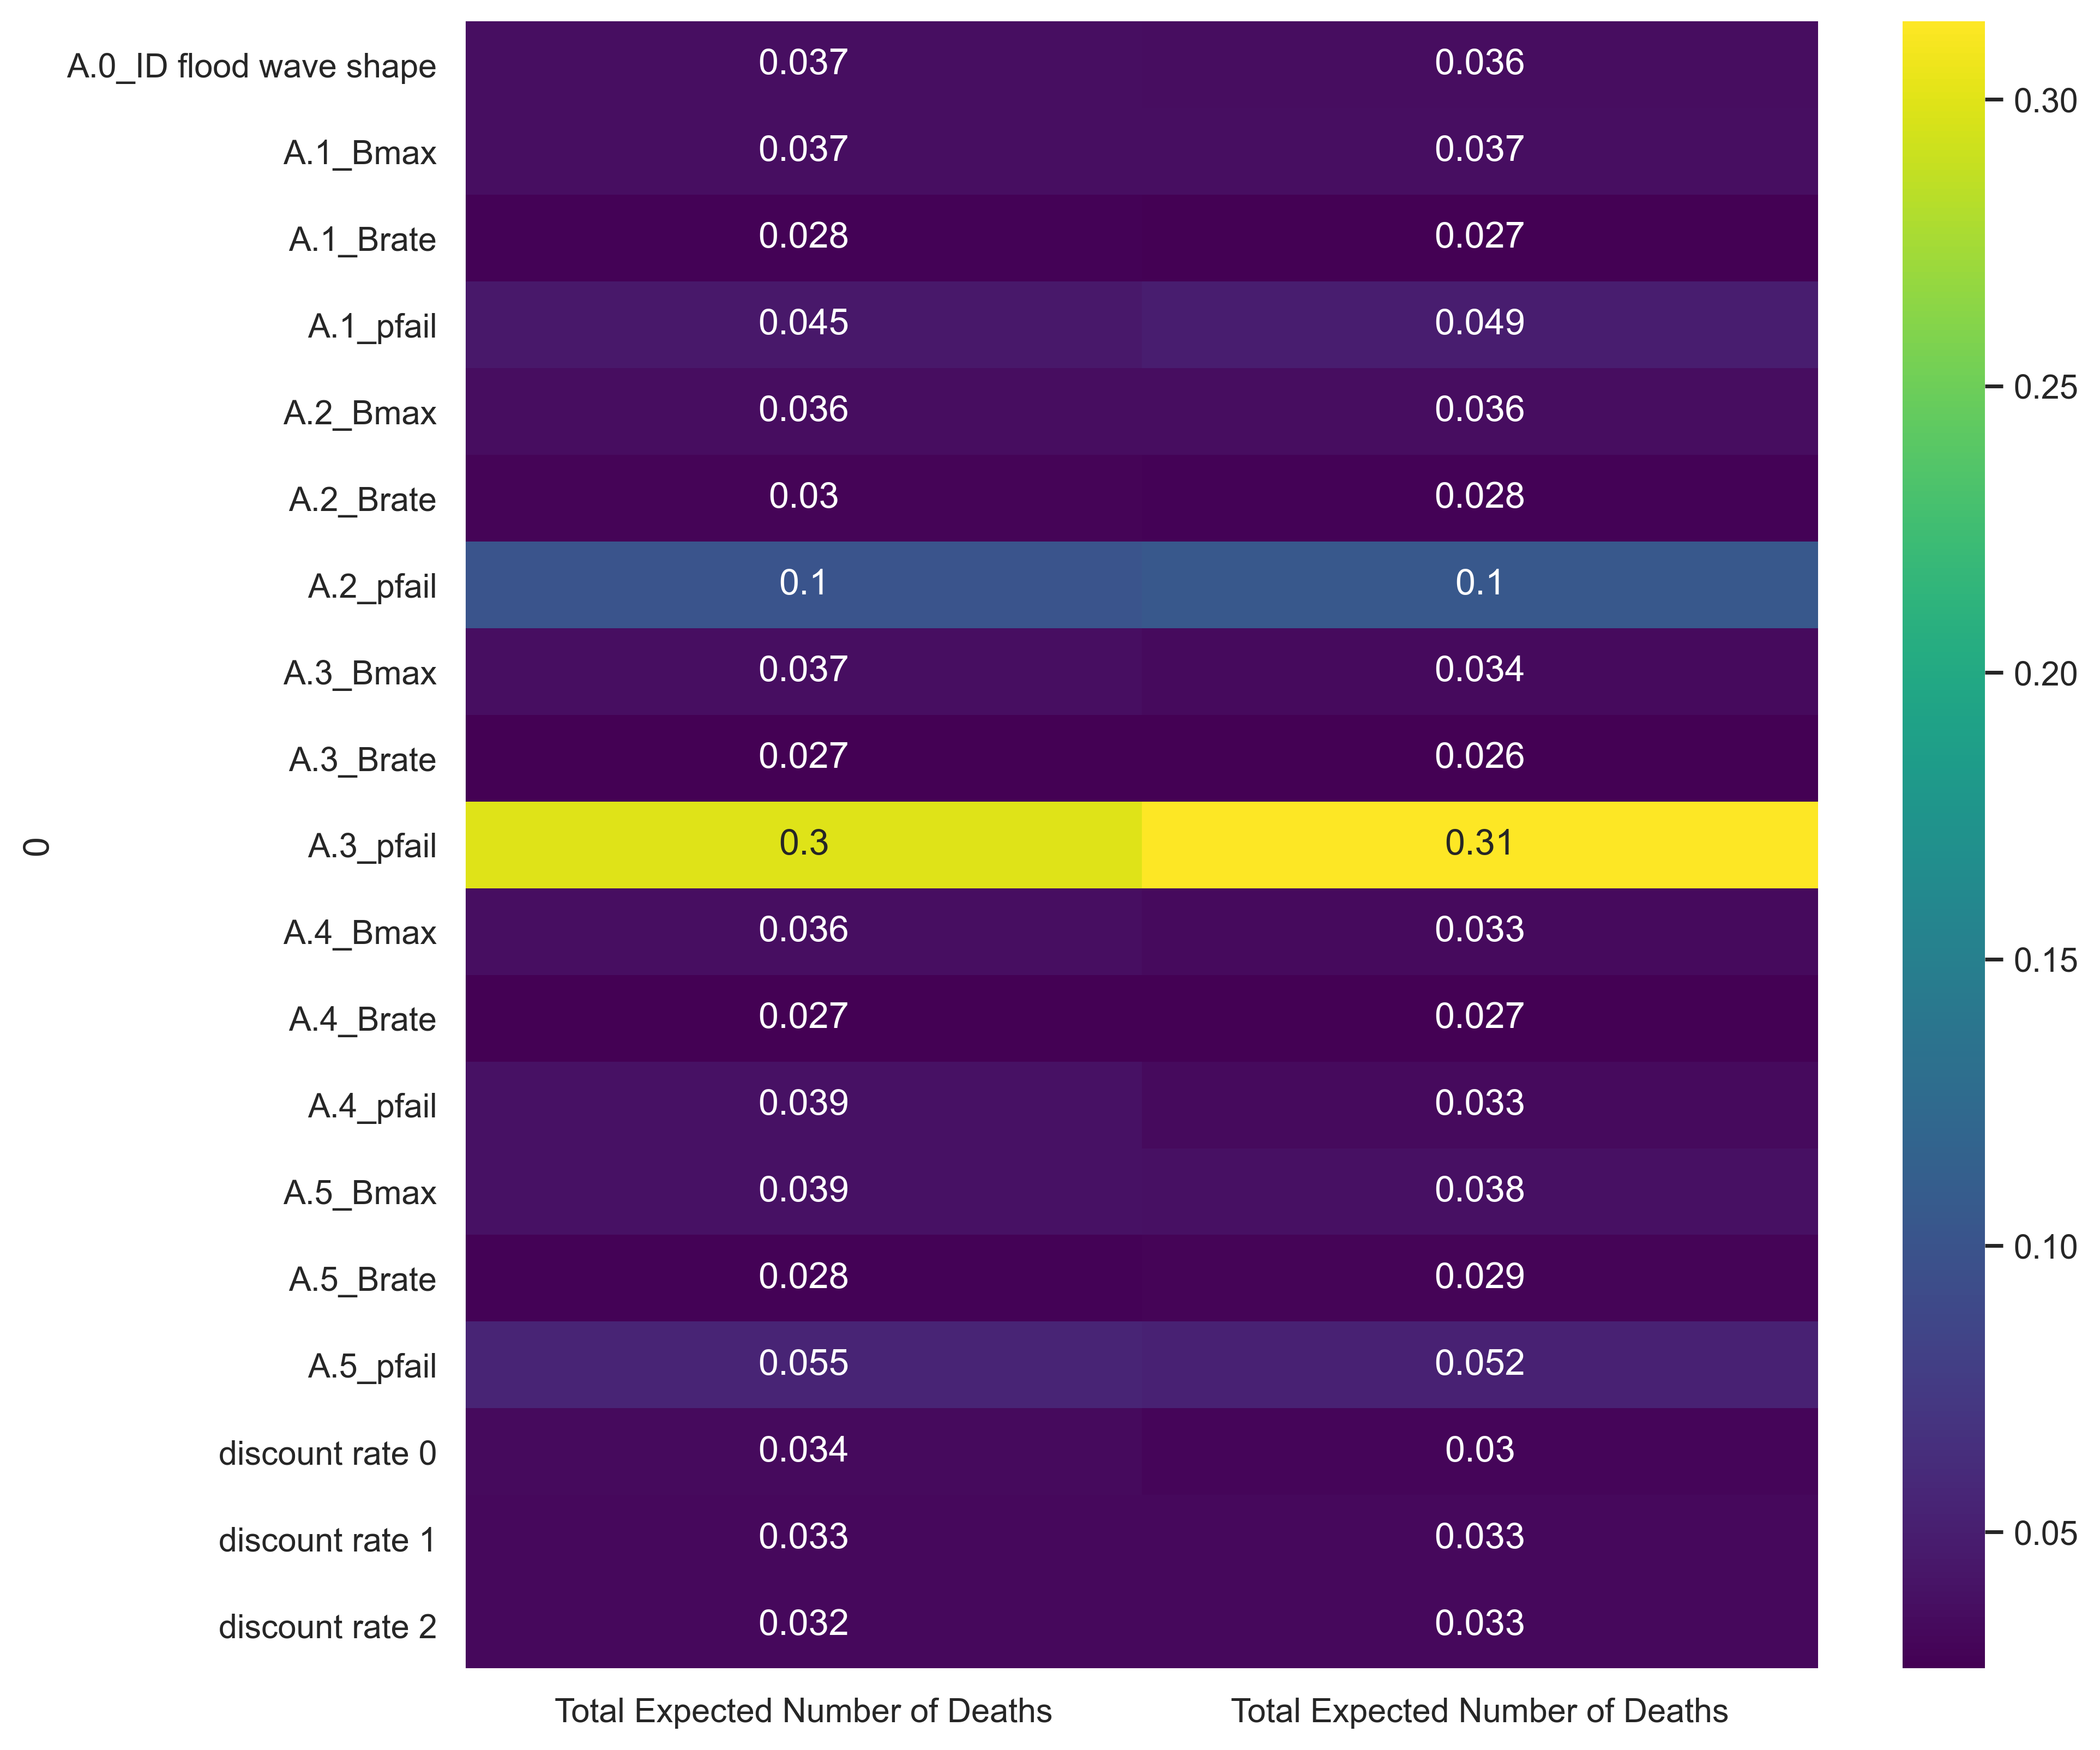 A.0_ID flood wave shape 0.037 0.036
A.1_Bmax 0.037 0.037
A.1_Brate 0.028 0.027
A.1_pfail 0.045 0.049
A.2_Bmax 0.036 0.036
A.2_Brate 0.03 0.028
A.2_pfail 0.1 0.1
A.3_Bmax 0.037 0.034
A.3_Brate 0.027 0.026
A.3_pfail 0.3 0.31
A.4_Bmax 0.036 0.033
A.4_Brate 0.027 0.027
A.4_pfail 0.039 0.033
A.5_Bmax 0.039 0.038
A.5_Brate 0.028 0.029
A.5_pfail 0.055 0.052
discount rate 0 0.034 0.03
discount rate 1 0.033 0.033
discount rate 2 0.032 0.033
0
Total Expected Number of Deaths Total Expected Number of Deaths
0.30
0.25
0.20
0.15
0.10
0.05